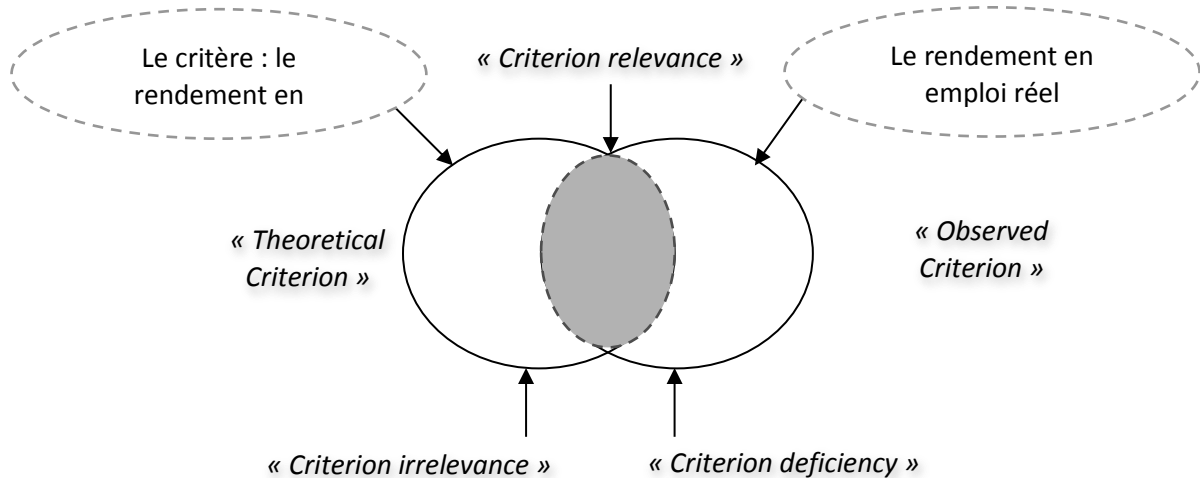 Le critère : le
rendement en
« Criterion relevance »
Le rendement en
emploi réel
« Theoretical
Criterion »
« Observed
Criterion »
« Criterion irrelevance »
« Criterion deficiency »